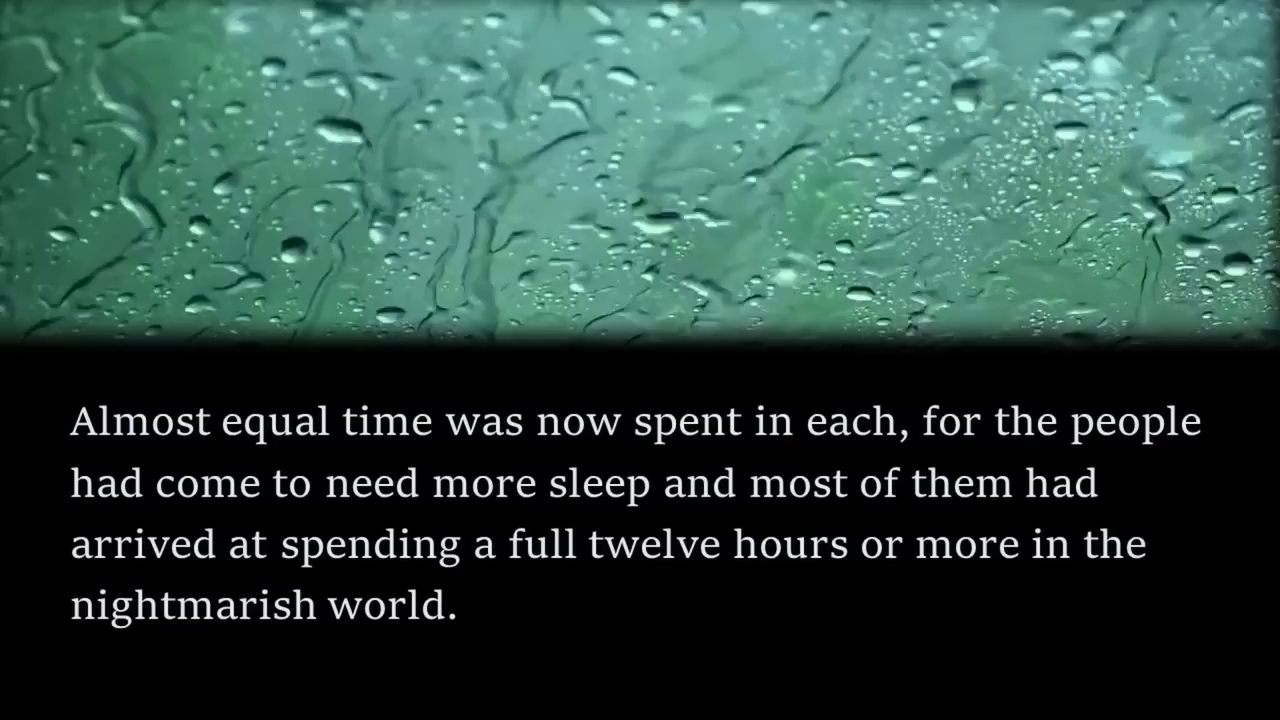 Almost equal time was now spent in each, for the people
had come to need more sleep and most of them had
arrived at spending a full twelve hours or more in the
nightmarish world.